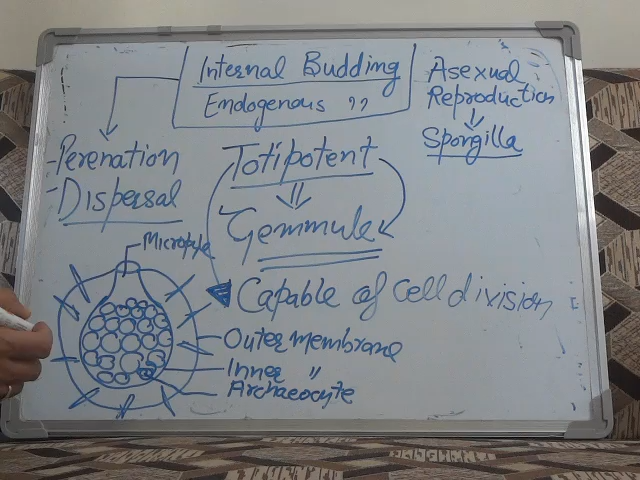 Internal Budding
Endogenous ,,
Asexual
Reproduction
Spongilla
-Perenation
-Dispersal
Totipotent
Gemmule
Micropyle
Capable of cell division
Outer membrane
Inner "
Archaeocyte